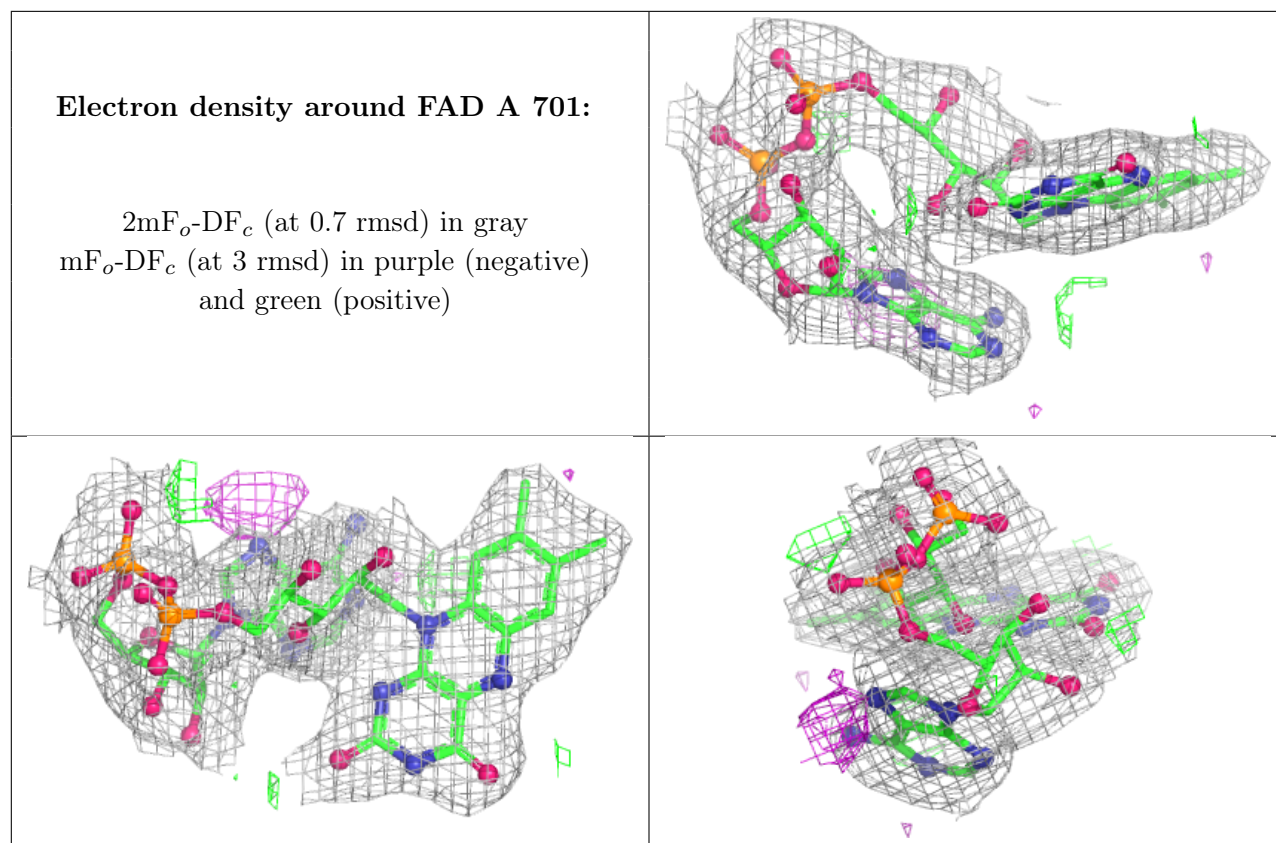 Electron density around FAD A 701:
2mFₒ-DF𝒸 (at 0.7 rmsd) in gray
mFₒ-DF𝒸 (at 3 rmsd) in purple (negative)
and green (positive)